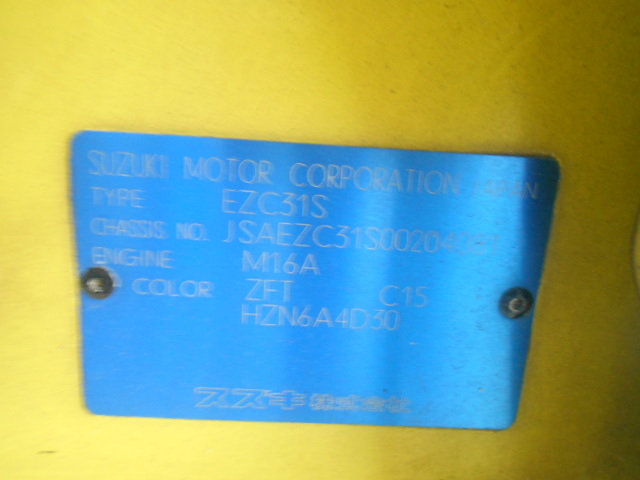 SUZUKI MOTOR CORPORATION JAPAN
TYPE EZC31S
CHASSIS NO.
ENGINE M16A
COLOR ZFT C15
HZN6A4D30
スズキ株式会社